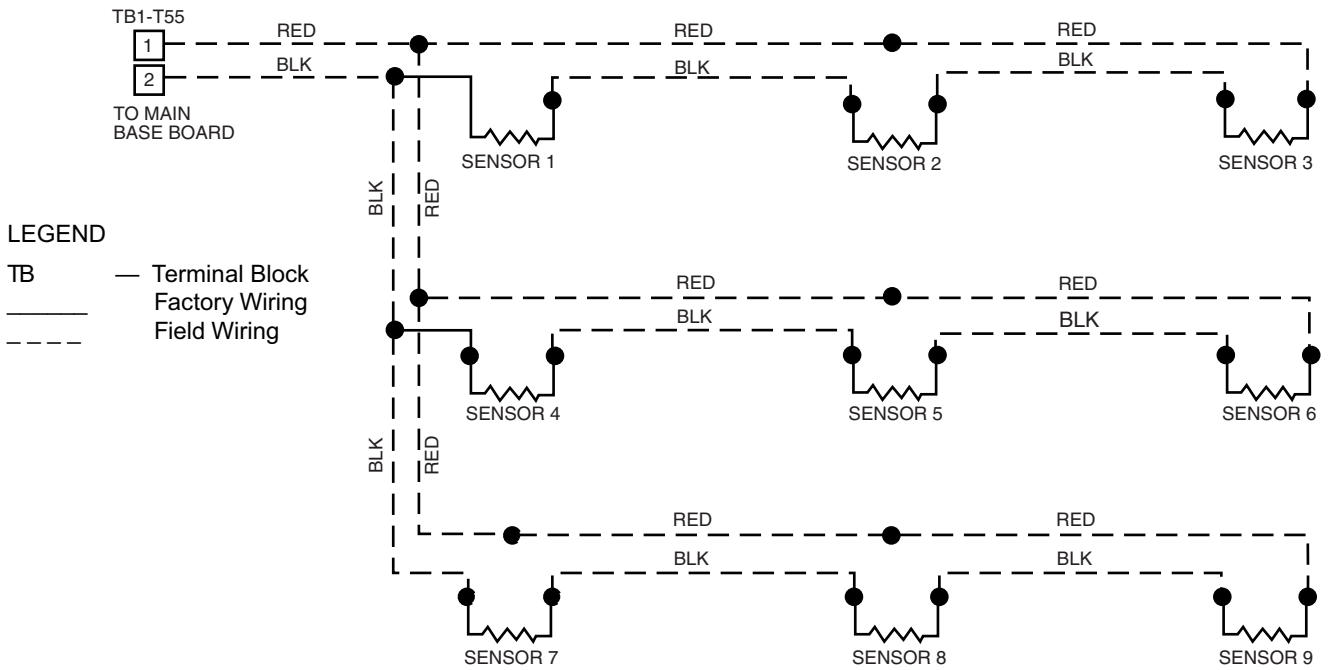 TB1-T55
1
RED
RED
RED
2
BLK
BLK
BLK
TO MAIN
BASE BOARD
SENSOR 1
SENSOR 2
SENSOR 3
BLK
RED
LEGEND
TB — Terminal Block
______ Factory Wiring
_ _ _ _ Field Wiring
RED
RED
BLK
BLK
SENSOR 4
SENSOR 5
SENSOR 6
BLK
RED
RED
RED
BLK
BLK
SENSOR 7
SENSOR 8
SENSOR 9